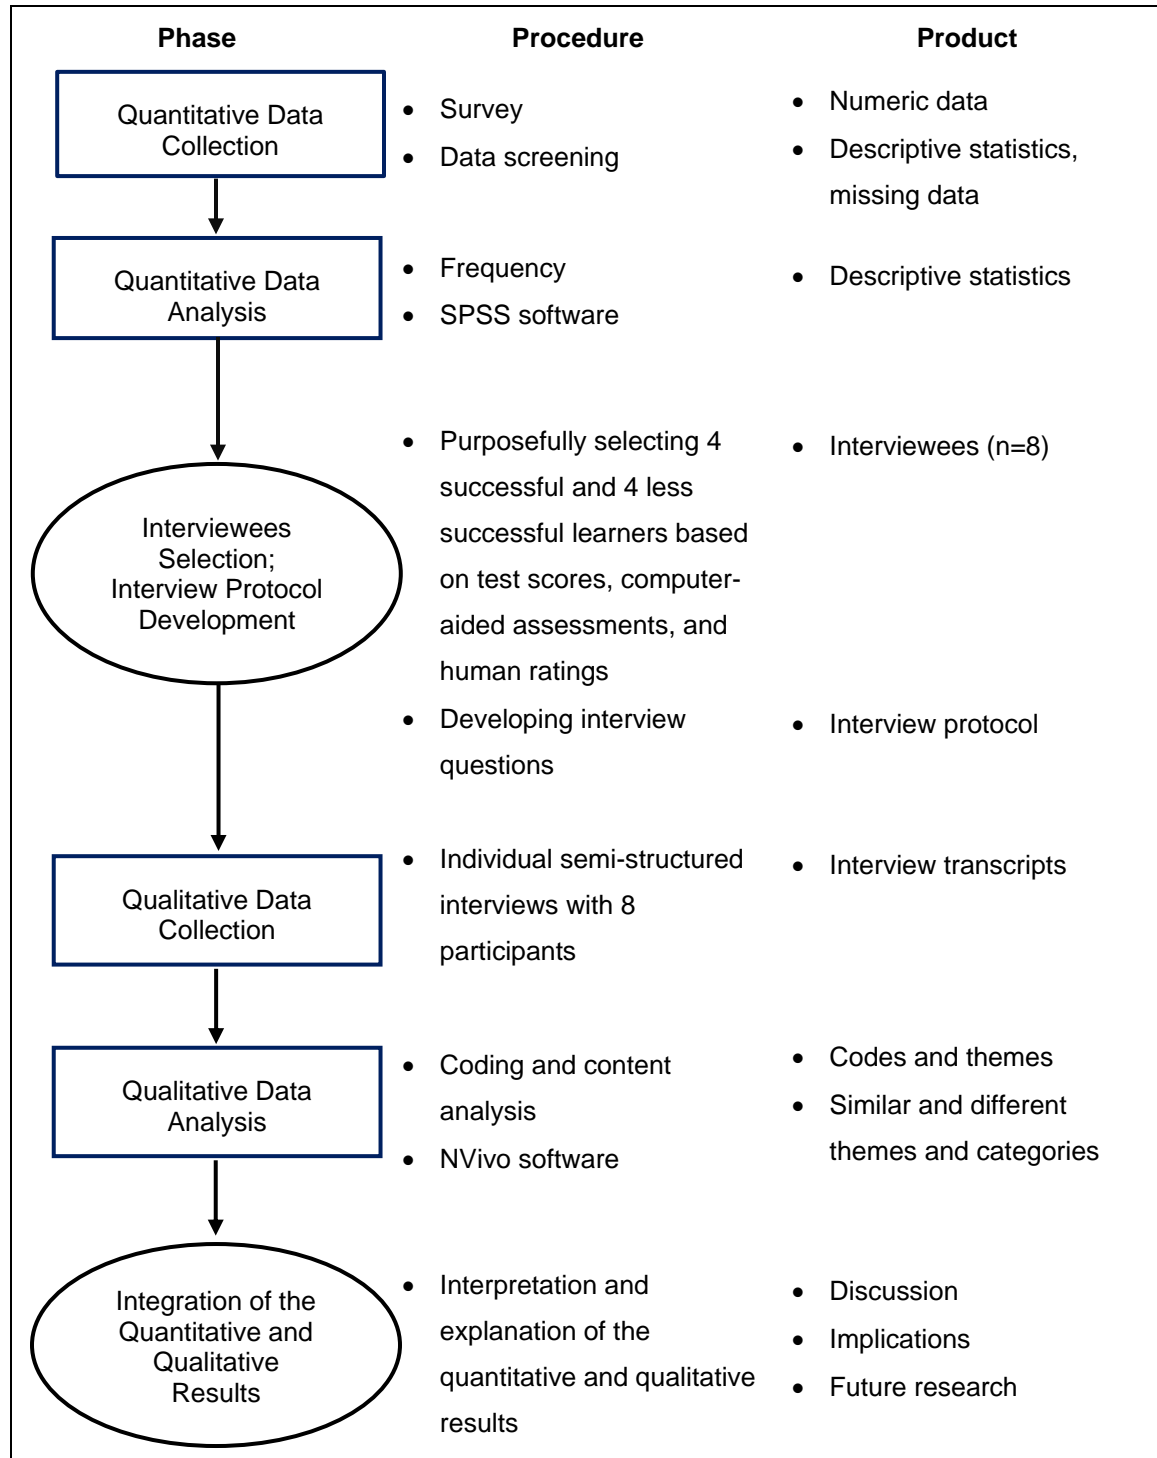 Phase Procedure Product
Quantitative Data
Collection
• Survey
• Data screening
• Numeric data
• Descriptive statistics,
missing data
Quantitative Data
Analysis
• Frequency
• SPSS software
• Descriptive statistics
Interviewees
Selection;
Interview Protocol
Development
• Purposefully selecting 4
successful and 4 less
successful learners based
on test scores, computer-
aided assessments, and
human ratings
• Developing interview
questions
• Interviewees (n=8)
• Interview protocol
Qualitative Data
Collection
• Individual semi-structured
interviews with 8
participants
• Interview transcripts
Qualitative Data
Analysis
• Coding and content
analysis
• NVivo software
• Codes and themes
• Similar and different
themes and categories
Integration of the
Quantitative and
Qualitative
Results
• Interpretation and
explanation of the
quantitative and qualitative
results
• Discussion
• Implications
• Future research